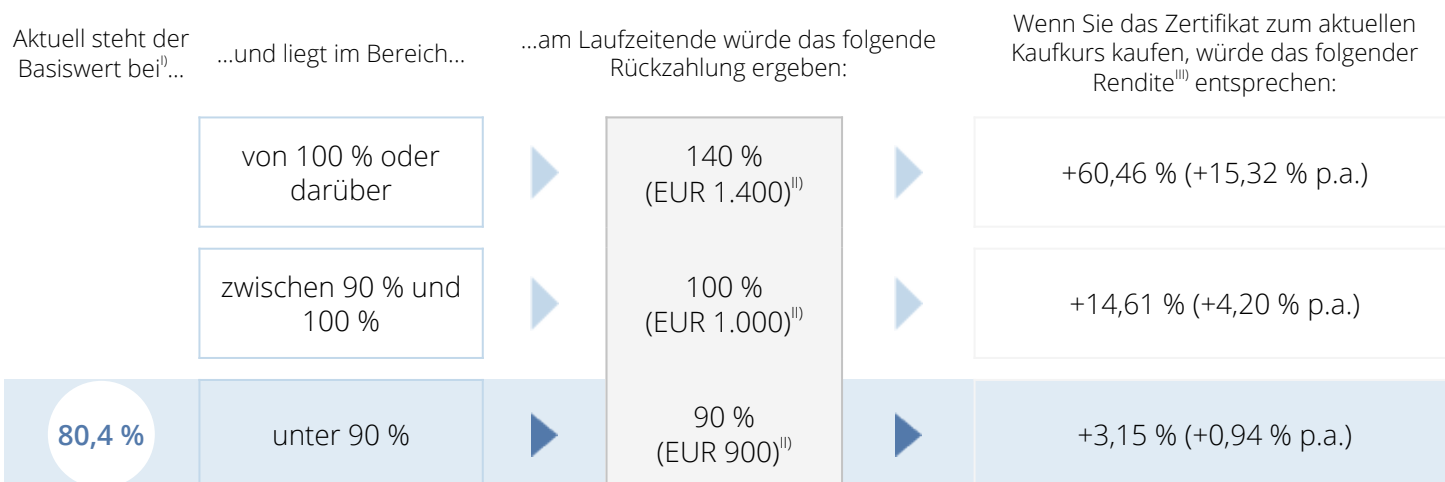 Aktuell steht der
Basiswert beiI)...
...und liegt im Bereich...
...am Laufzeitende würde das folgende
Rückzahlung ergeben:
Wenn Sie das Zertifikat zum aktuellen
Kaufkurs kaufen, würde das folgender
RenditeIII) entsprechen:
von 100 % oder
darüber
140 %
(EUR 1.400)II)
+60,46 % (+15,32 % p.a.)
zwischen 90 % und
100 %
100 %
(EUR 1.000)II)
+14,61 % (+4,20 % p.a.)
80,4 %
unter 90 %
90 %
(EUR 900)II)
+3,15 % (+0,94 % p.a.)